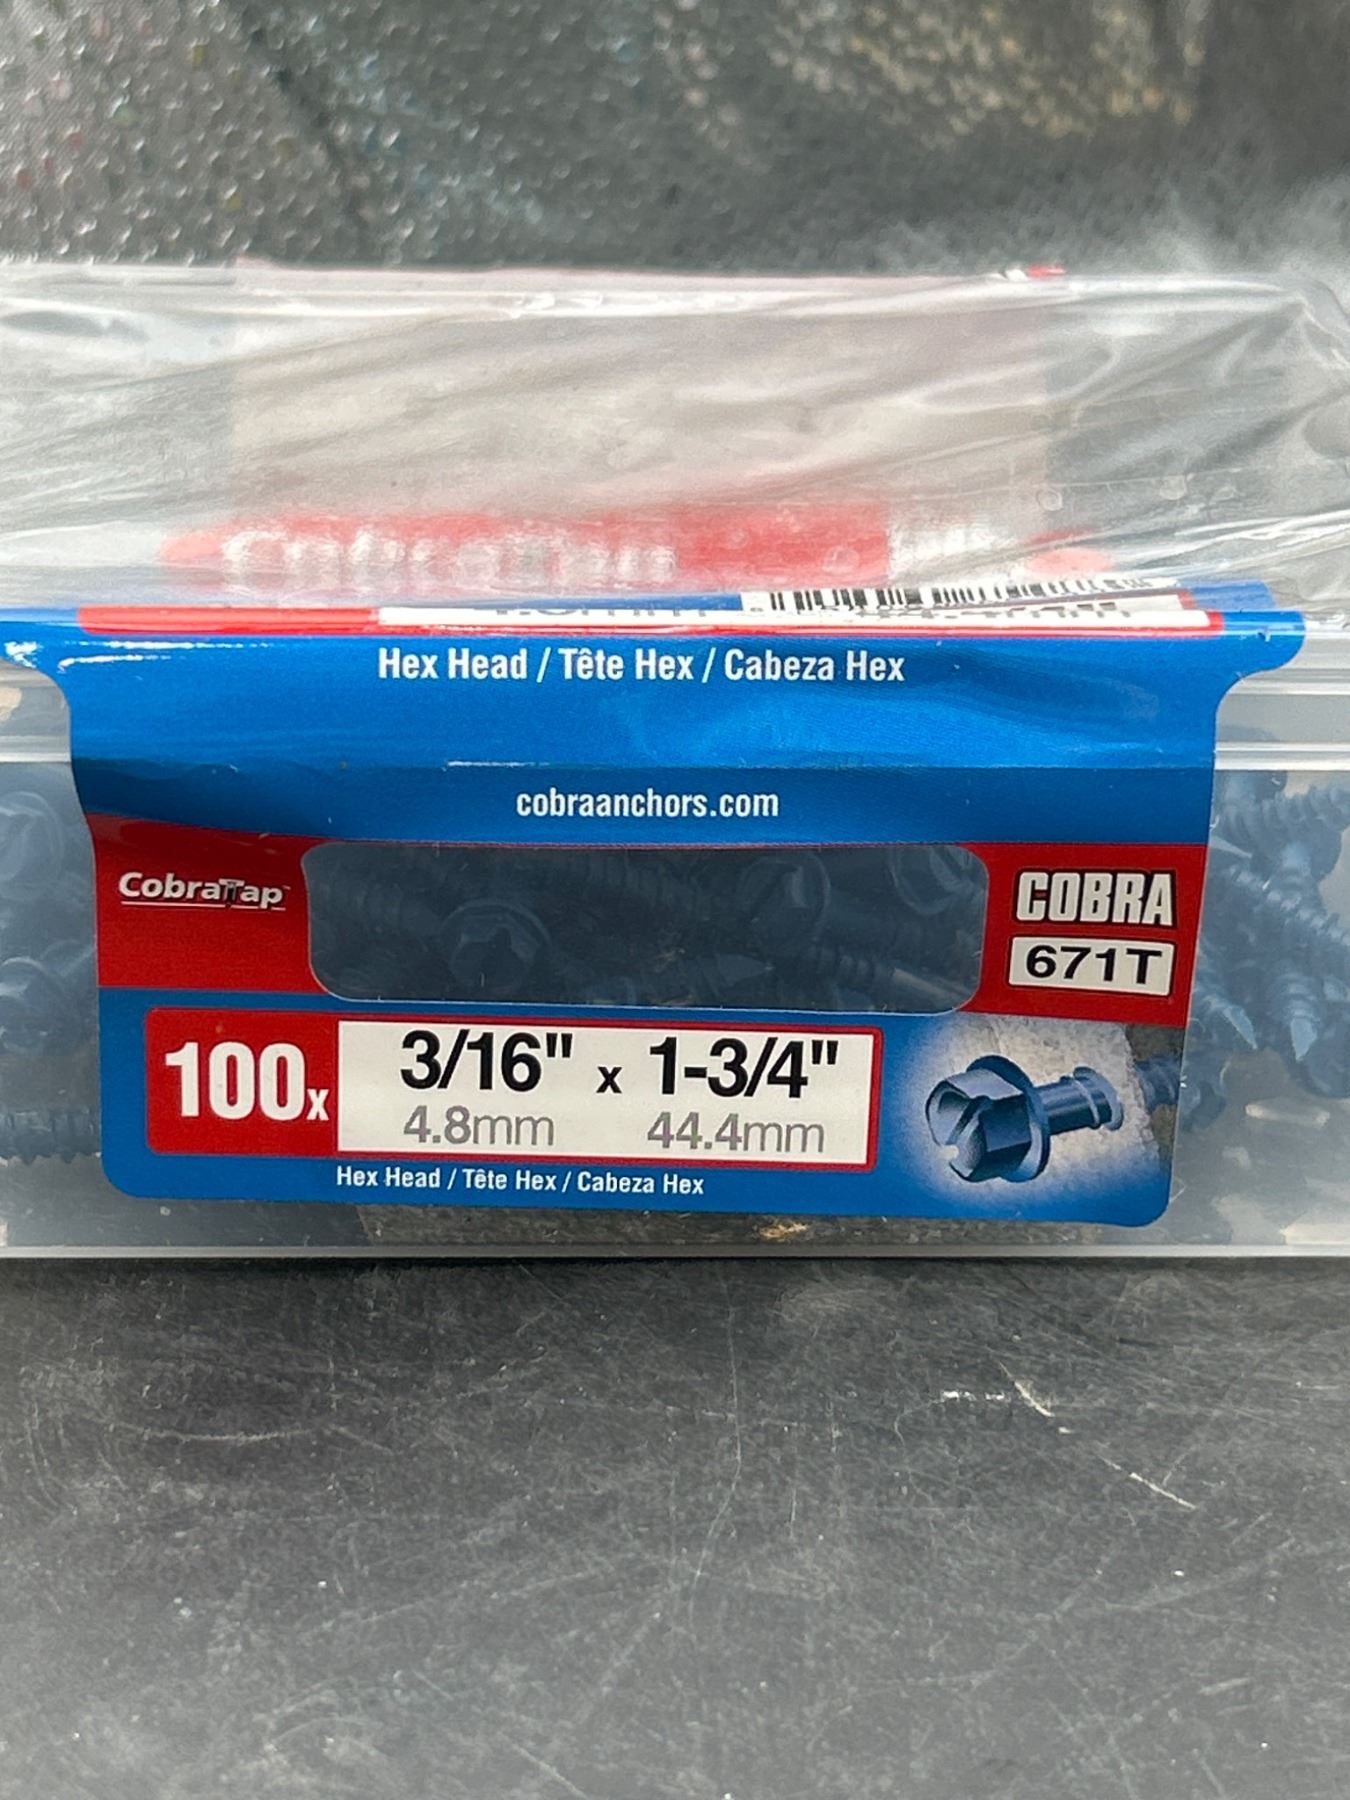 CobraTap
Hex Head / Tête Hex / Cabeza Hex
cobraanchors.com
CobraTap™
COBRA
671T
100x
3/16" x 1-3/4"
4.8mm 44.4mm
Hex Head / Tête Hex / Cabeza Hex